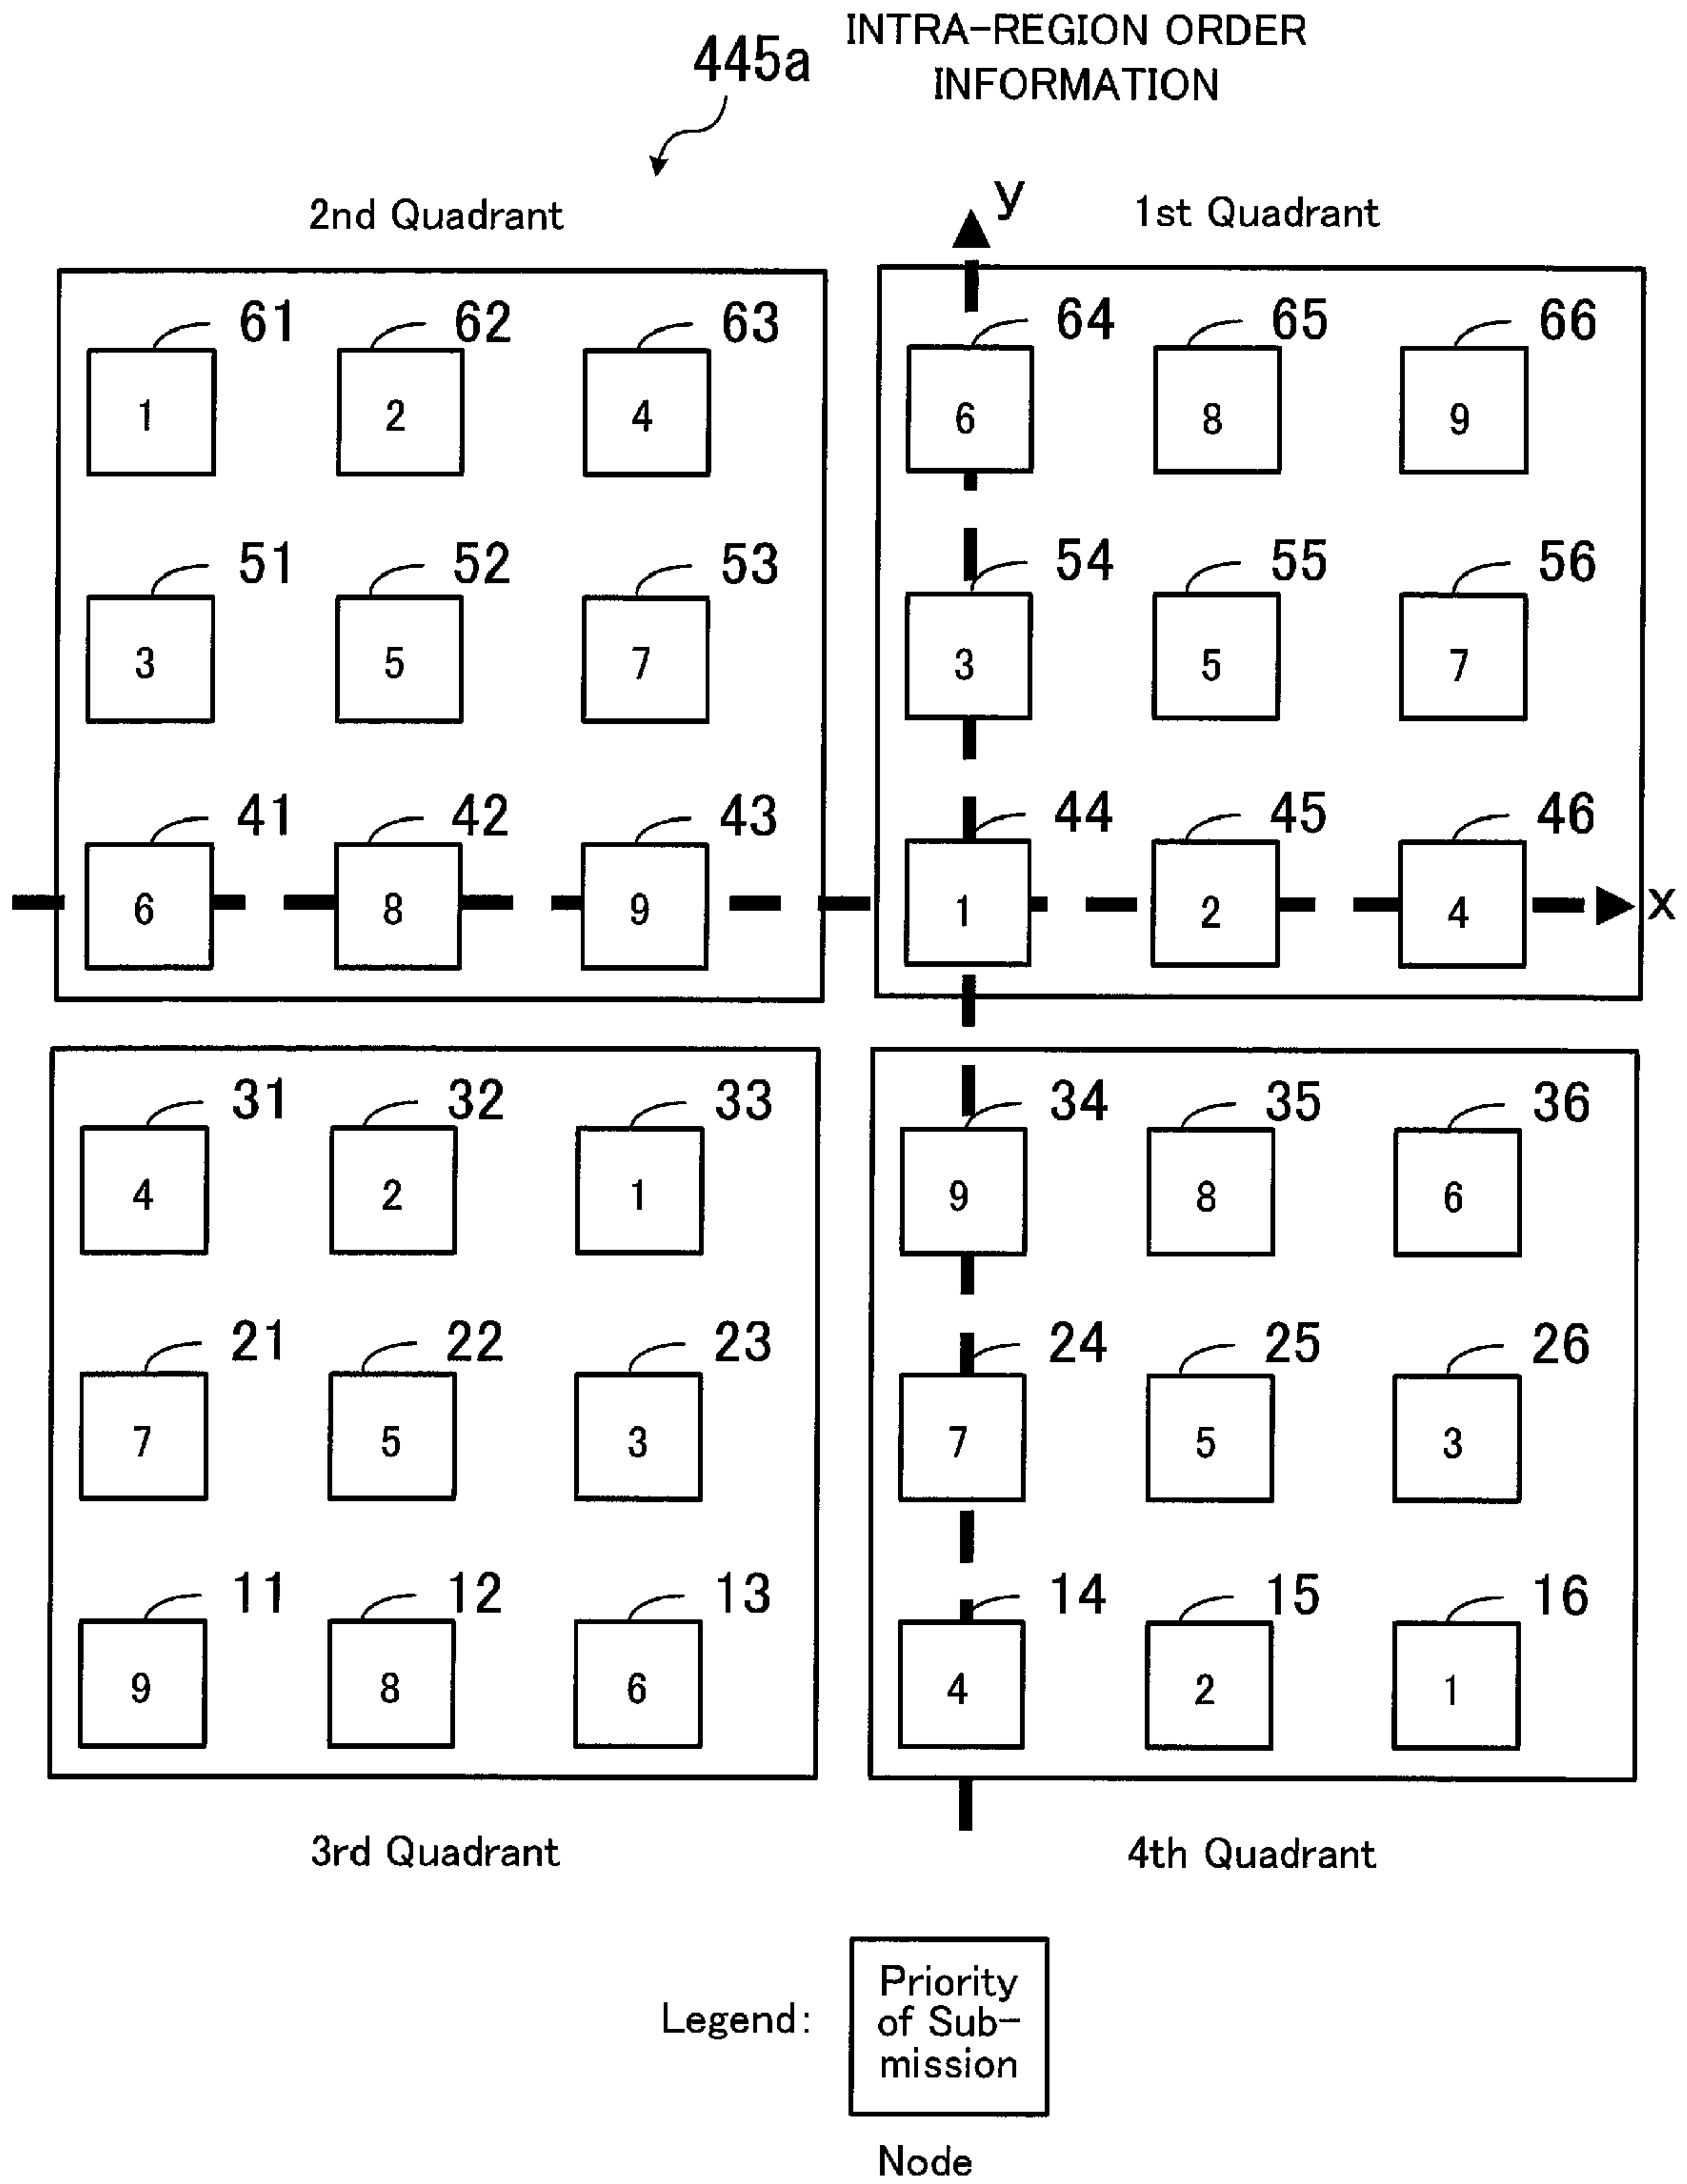 INTRA-REGION ORDER
INFORMATION
445a
2nd Quadrant
1st Quadrant
y
61 62 63
1 2 4
51 52 53
3 5 7
41 42 43
6 8 9
64 65 66
6 8 9
54 55 56
3 5 7
44 45 46
1 2 4
x
31 32 33
4 2 1
21 22 23
7 5 3
11 12 13
9 8 6
34 35 36
9 8 6
24 25 26
7 5 3
14 15 16
4 2 1
3rd Quadrant
4th Quadrant
Legend:
Priority
of Sub-
mission
Node